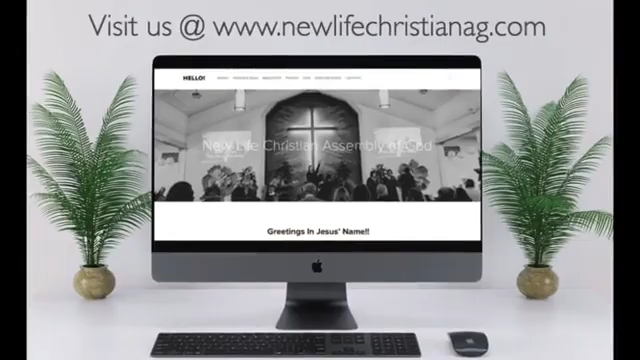 Visit us @ www.newlifechristianag.com
HELLO!
New Life Christian Assembly of God
Greetings In Jesus' Name!!